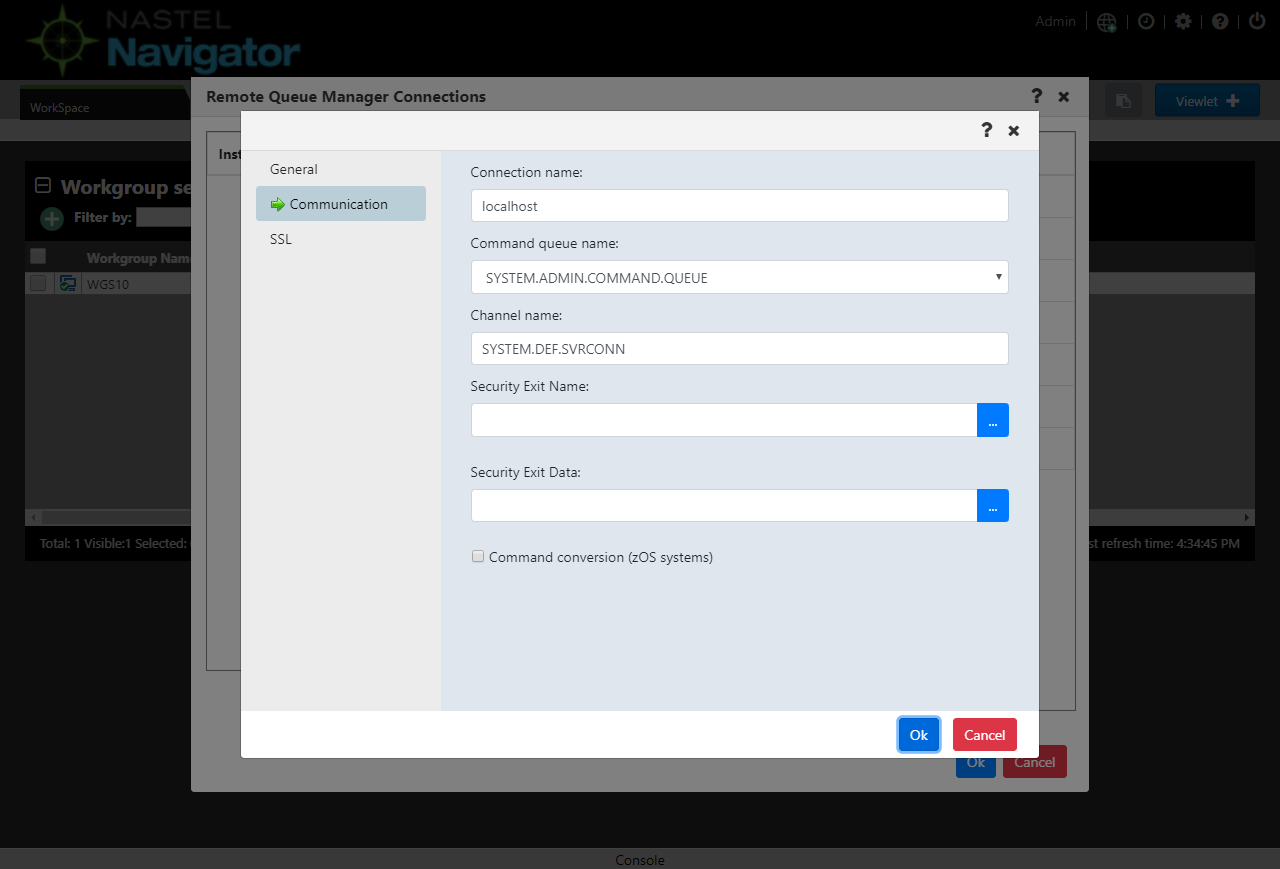 NASTEL
Navigator
Admin
WorkSpace
Viewlet
Remote Queue Manager Connections
?
Inst
?
General
Communication
SSL
Connection name:
localhost
Command queue name:
SYSTEM.ADMIN.COMMAND.QUEUE
Channel name:
SYSTEM.DEF.SVRCONN
Security Exit Name:
...
Security Exit Data:
...
Command conversion (zOS systems)
Ok Cancel
Ok Cancel
Workgroup se
Filter by:
Workgroup Nam
WGS10
Total: 1 Visible:1 Selected:
st refresh time: 4:34:45 PM
Console